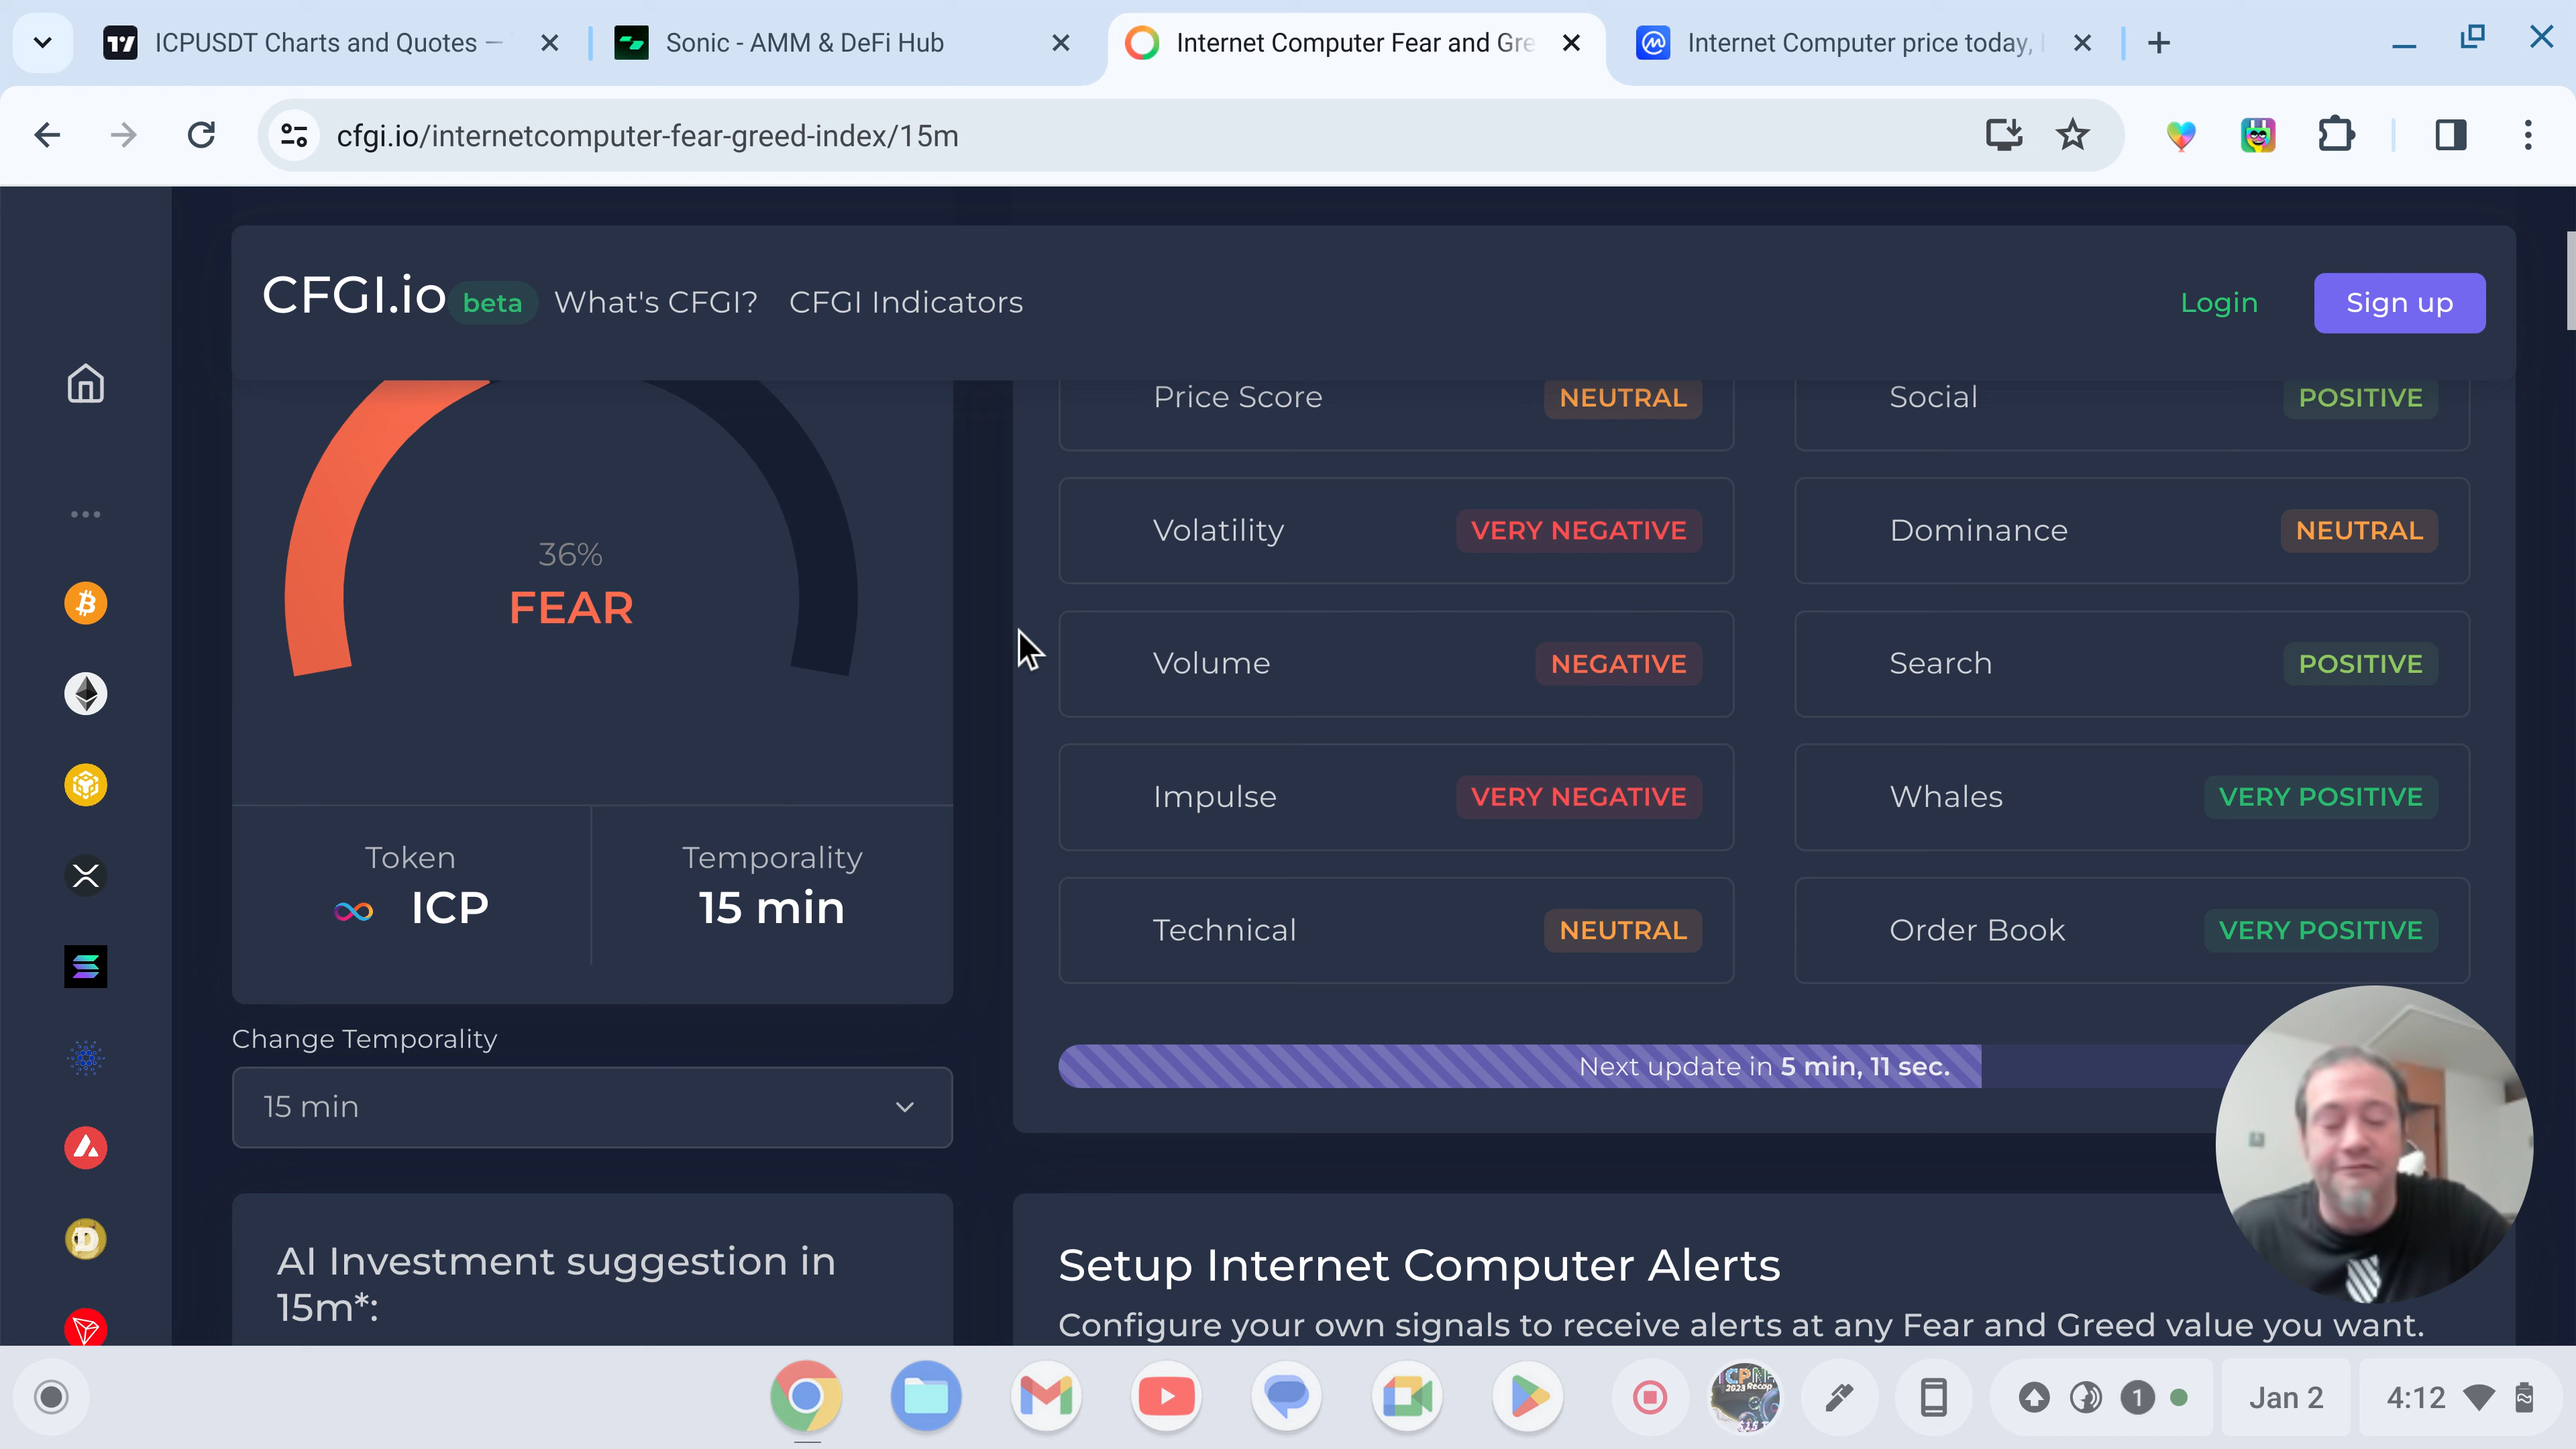 ICPUSDT Charts and Quotes —
Sonic - AMM & DeFi Hub
Internet Computer Fear and Gre
Internet Computer price today,
cfgi.io/internetcomputer-fear-greed-index/15m
CFGI.io beta What's CFGI? CFGI Indicators
Login
Sign up
36%
FEAR
Token
ICP
Temporality
15 min
Change Temporality
15 min
Price Score NEUTRAL
Social POSITIVE
Volatility VERY NEGATIVE
Dominance NEUTRAL
Volume NEGATIVE
Search POSITIVE
Impulse VERY NEGATIVE
Whales VERY POSITIVE
Technical NEUTRAL
Order Book VERY POSITIVE
Next update in 5 min, 11 sec.
AI Investment suggestion in
15m*:
Setup Internet Computer Alerts
Configure your own signals to receive alerts at any Fear and Greed value you want.
2023 Recap
1
Jan 2
4:12